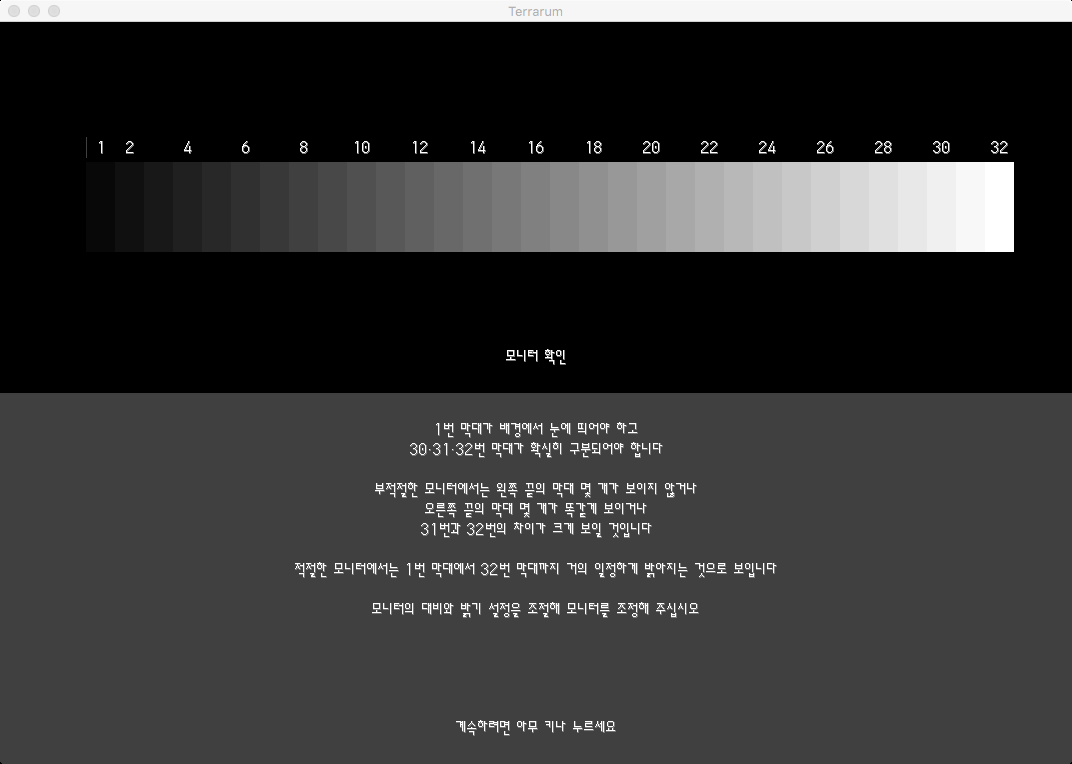 Terrarum
1 2 4 6 8 10 12 14 16 18 20 22 24 26 28 30 32
모니터 확인
1번 막대가 배경에서 눈에 띄어야 하고
30·31·32번 막대가 확실히 구분되어야 합니다
부적절한 모니터에서는 왼쪽 끝의 막대 몇 개가 보이지 않거나
오른쪽 끝의 막대 몇 개가 똑같게 보이거나
31번과 32번의 차이가 크게 보일 것입니다
적절한 모니터에서는 1번 막대에서 32번 막대까지 거의 일정하게 밝아지는 것으로 보입니다
모니터의 대비와 밝기 설정을 조절해 모니터를 조정해 주십시오
계속하려면 아무 키나 누르세요